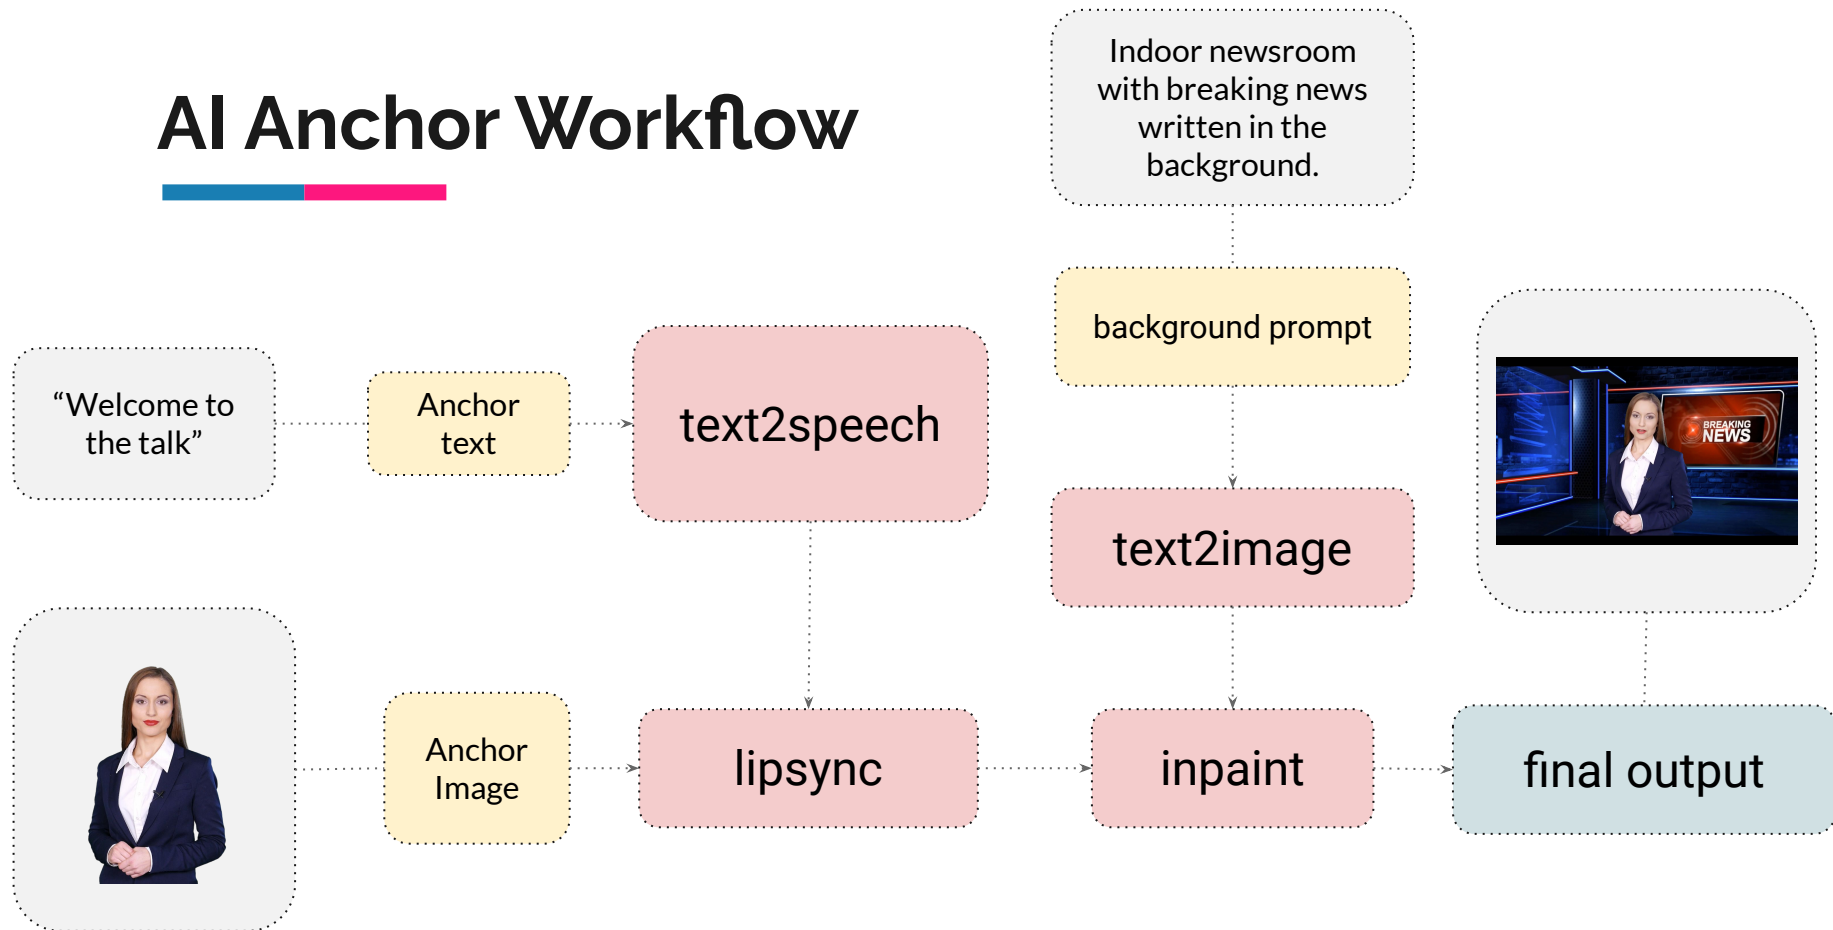 AI Anchor Workflow
Indoor newsroom
with breaking news
written in the
background.
background prompt
“Welcome to
the talk”
Anchor
text
text2speech
BREAKING
NEWS
text2image
Anchor
Image
lipsync
inpaint
final output